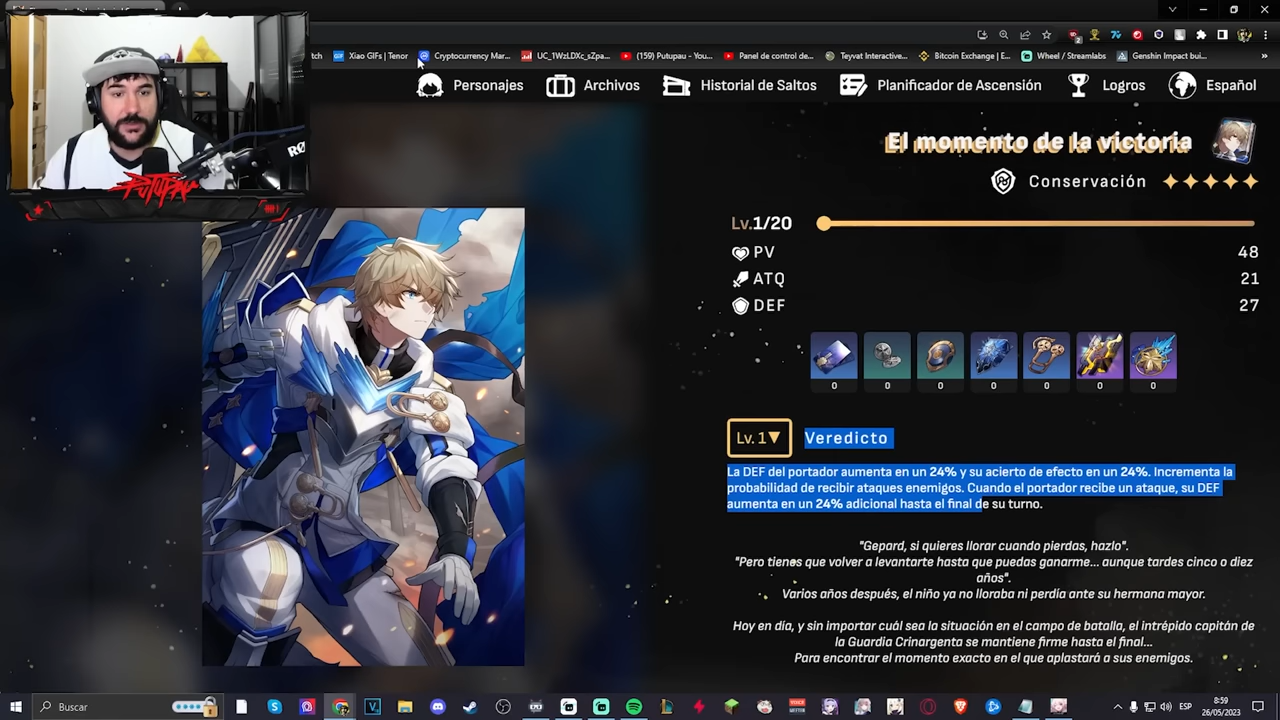 tch
Xiao GIFs | Tenor
Cryptocurrency Mar...
UC_1WzLDXc_sZpa...
(159) Putupau - You...
Panel de control de...
Teyvat Interactive...
Bitcoin Exchange | E...
Wheel / Streamlabs
Genshin Impact bui...
Personajes
Archivos
Historial de Saltos
Planificador de Ascensión
Logros
Español
PUTUPAU
El momento de la victoria
Conservación
Lv.1/20
PV 48
ATQ 21
DEF 27
0 0 0 0 0 0 0
Lv. 1▼ Veredicto
La DEF del portador aumenta en un 24% y su acierto de efecto en un 24%. Incrementa la
probabilidad de recibir ataques enemigos. Cuando el portador recibe un ataque, su DEF
aumenta en un 24% adicional hasta el final de su turno.
"Gepard, si quieres llorar cuando pierdas, hazlo".
"Pero tienes que volver a levantarte hasta que puedas ganarme... aunque tardes cinco o diez
años".
Varios años después, el niño ya no lloraba ni perdía ante su hermana mayor.
Hoy en día, y sin importar cuál sea la situación en el campo de batalla, el intrépido capitán de
la Guardia Crinargenta se mantiene firme hasta el final...
Para encontrar el momento exacto en el que aplastará a sus enemigos.
Buscar
ESP
8:59
26/05/2023